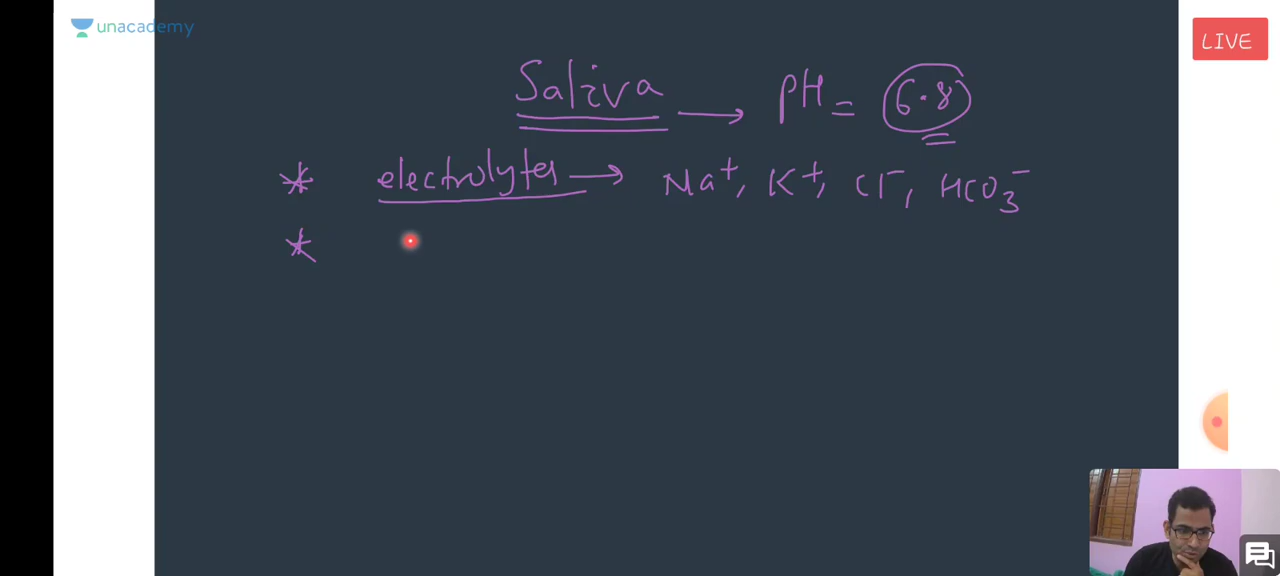 unacademy
LIVE
Saliva → pH = 6.8
* electrolytes → Na⁺, K⁺, Cl⁻, HCO₃⁻
*